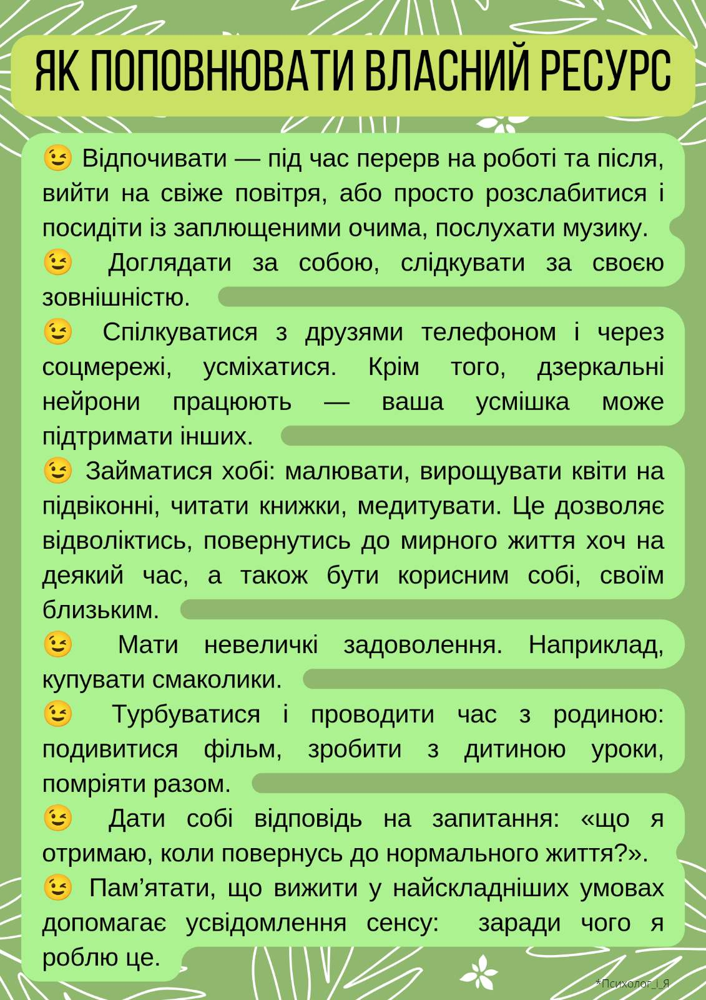 ЯК ПОПОВНЮВАТИ ВЛАСНИЙ РЕСУРС
😉 Відпочивати — під час перерв на роботі та після,
вийти на свіже повітря, або просто розслабитися і
посидіти із заплющеними очима, послухати музику.
😉 Доглядати за собою, слідкувати за своєю
зовнішністю.
😉 Спілкуватися з друзями телефоном і через
соцмережі, усміхатися. Крім того, дзеркальні
нейрони працюють — ваша усмішка може
підтримати інших.
😉 Займатися хобі: малювати, вирощувати квіти на
підвіконні, читати книжки, медитувати. Це дозволяє
відволіктись, повернутись до мирного життя хоч на
деякий час, а також бути корисним собі, своїм
близьким.
😉 Мати невеличкі задоволення. Наприклад,
купувати смаколики.
😉 Турбуватися і проводити час з родиною:
подивитися фільм, зробити з дитиною уроки,
помріяти разом.
😉 Дати собі відповідь на запитання: «що я
отримаю, коли повернусь до нормального життя?».
😉 Пам’ятати, що вижити у найскладніших умовах
допомагає усвідомлення сенсу: заради чого я
роблю це.
*Психолог_і_Я